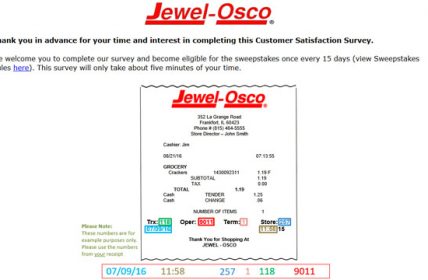 Jewel-Osco
hank you in advance for your time and interest in completing this Customer Satisfaction Survey.
e welcome you to complete our survey and become eligible for the sweepstakes once every 15 days (view Sweepstakes
ules here). This survey will only take about five minutes of your time.
Jewel-Osco
352 La Grange Road
Frankfort, IL 60423
Phone # (815) 464-5555
Store Director – John Smith
Cashier: Jim
08/21/16 07:13:55
GROCERY
Crackers 1430092311 1.19 F
SUBTOTAL 1.19
TAX 0.00
TOTAL 1.19
Cash TENDER 1.25
Cash CHANGE .06
NUMBER OF ITEMS 1
Trx: 118 Oper: 9011 Term: 1 Store: 257
07/09/16 11:58 15
Thank You for Shopping At
JEWEL - OSCO
Please Note:
These numbers are for
example purposes only.
Please use the numbers
from your receipt
07/09/16 11:58 257 1 118 9011